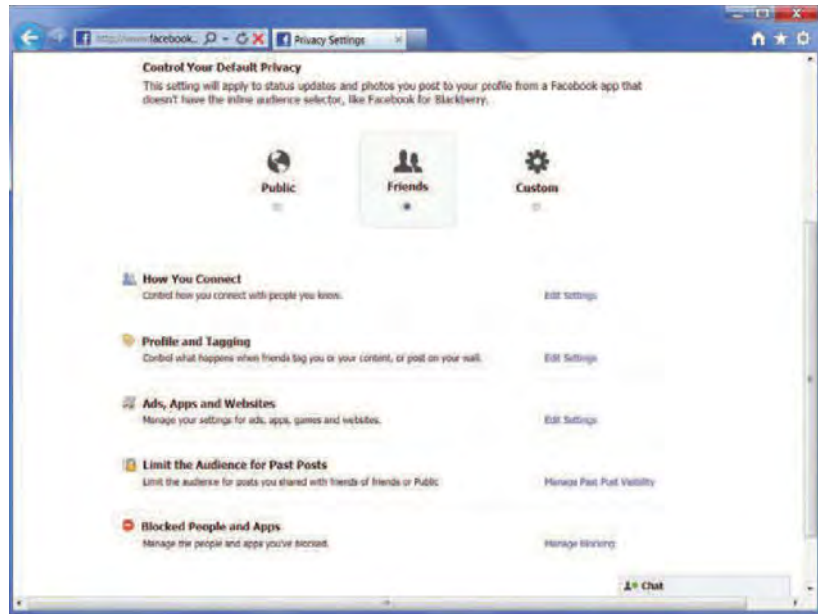 facebook.
Privacy Settings
Control Your Default Privacy
This setting will apply to status updates and photos you post to your profile from a Facebook app that
doesn't have the inline audience selector, like Facebook for Blackberry.
Public
Friends
Custom
How You Connect
Control how you connect with people you know.
Edit Settings
Profile and Tagging
Control what happens when friends tag you or your content, or post on your wall.
Edit Settings
Ads, Apps and Websites
Manage your settings for ads, apps, games and websites.
Edit Settings
Limit the Audience for Past Posts
Limit the audience for posts you shared with friends of friends or Public
Manage Past Post Visibility
Blocked People and Apps
Manage the people and apps you've blocked.
Manage Blocking
Chat